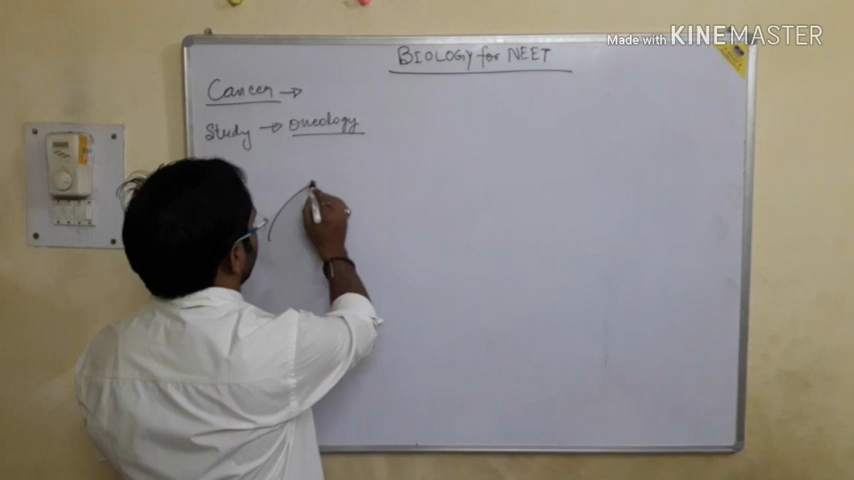 Made with KINEMASTER
BIOLOGY for NEET
Cancer →
Study → Oncology